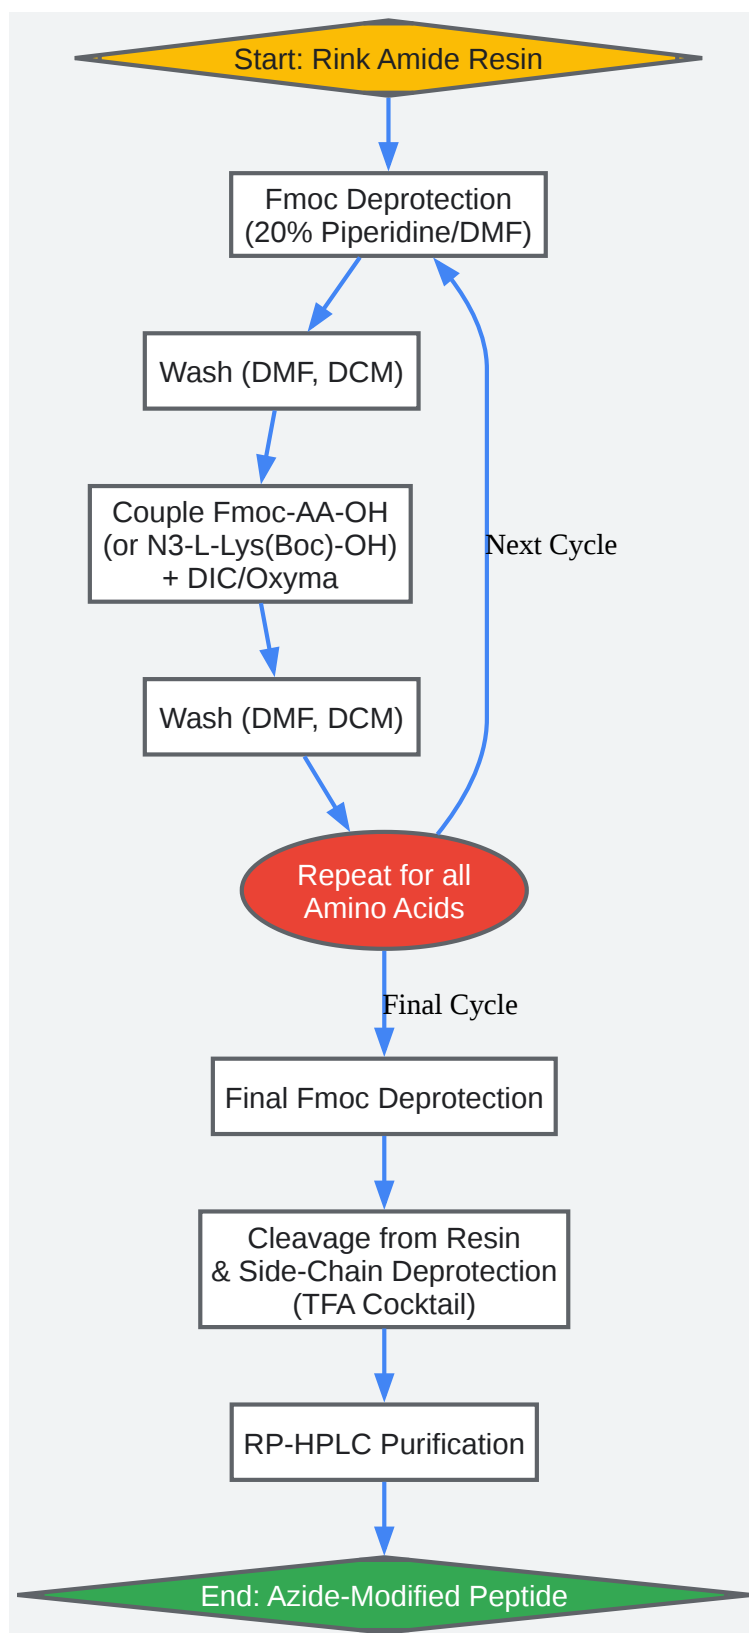 Start: Rink Amide Resin
Fmoc Deprotection
(20% Piperidine/DMF)
Wash (DMF, DCM)
Couple Fmoc-AA-OH
(or N3-L-Lys(Boc)-OH)
+ DIC/Oxyma
Next Cycle
Wash (DMF, DCM)
Repeat for all
Amino Acids
Final Cycle
Final Fmoc Deprotection
Cleavage from Resin
& Side-Chain Deprotection
(TFA Cocktail)
RP-HPLC Purification
End: Azide-Modified Peptide